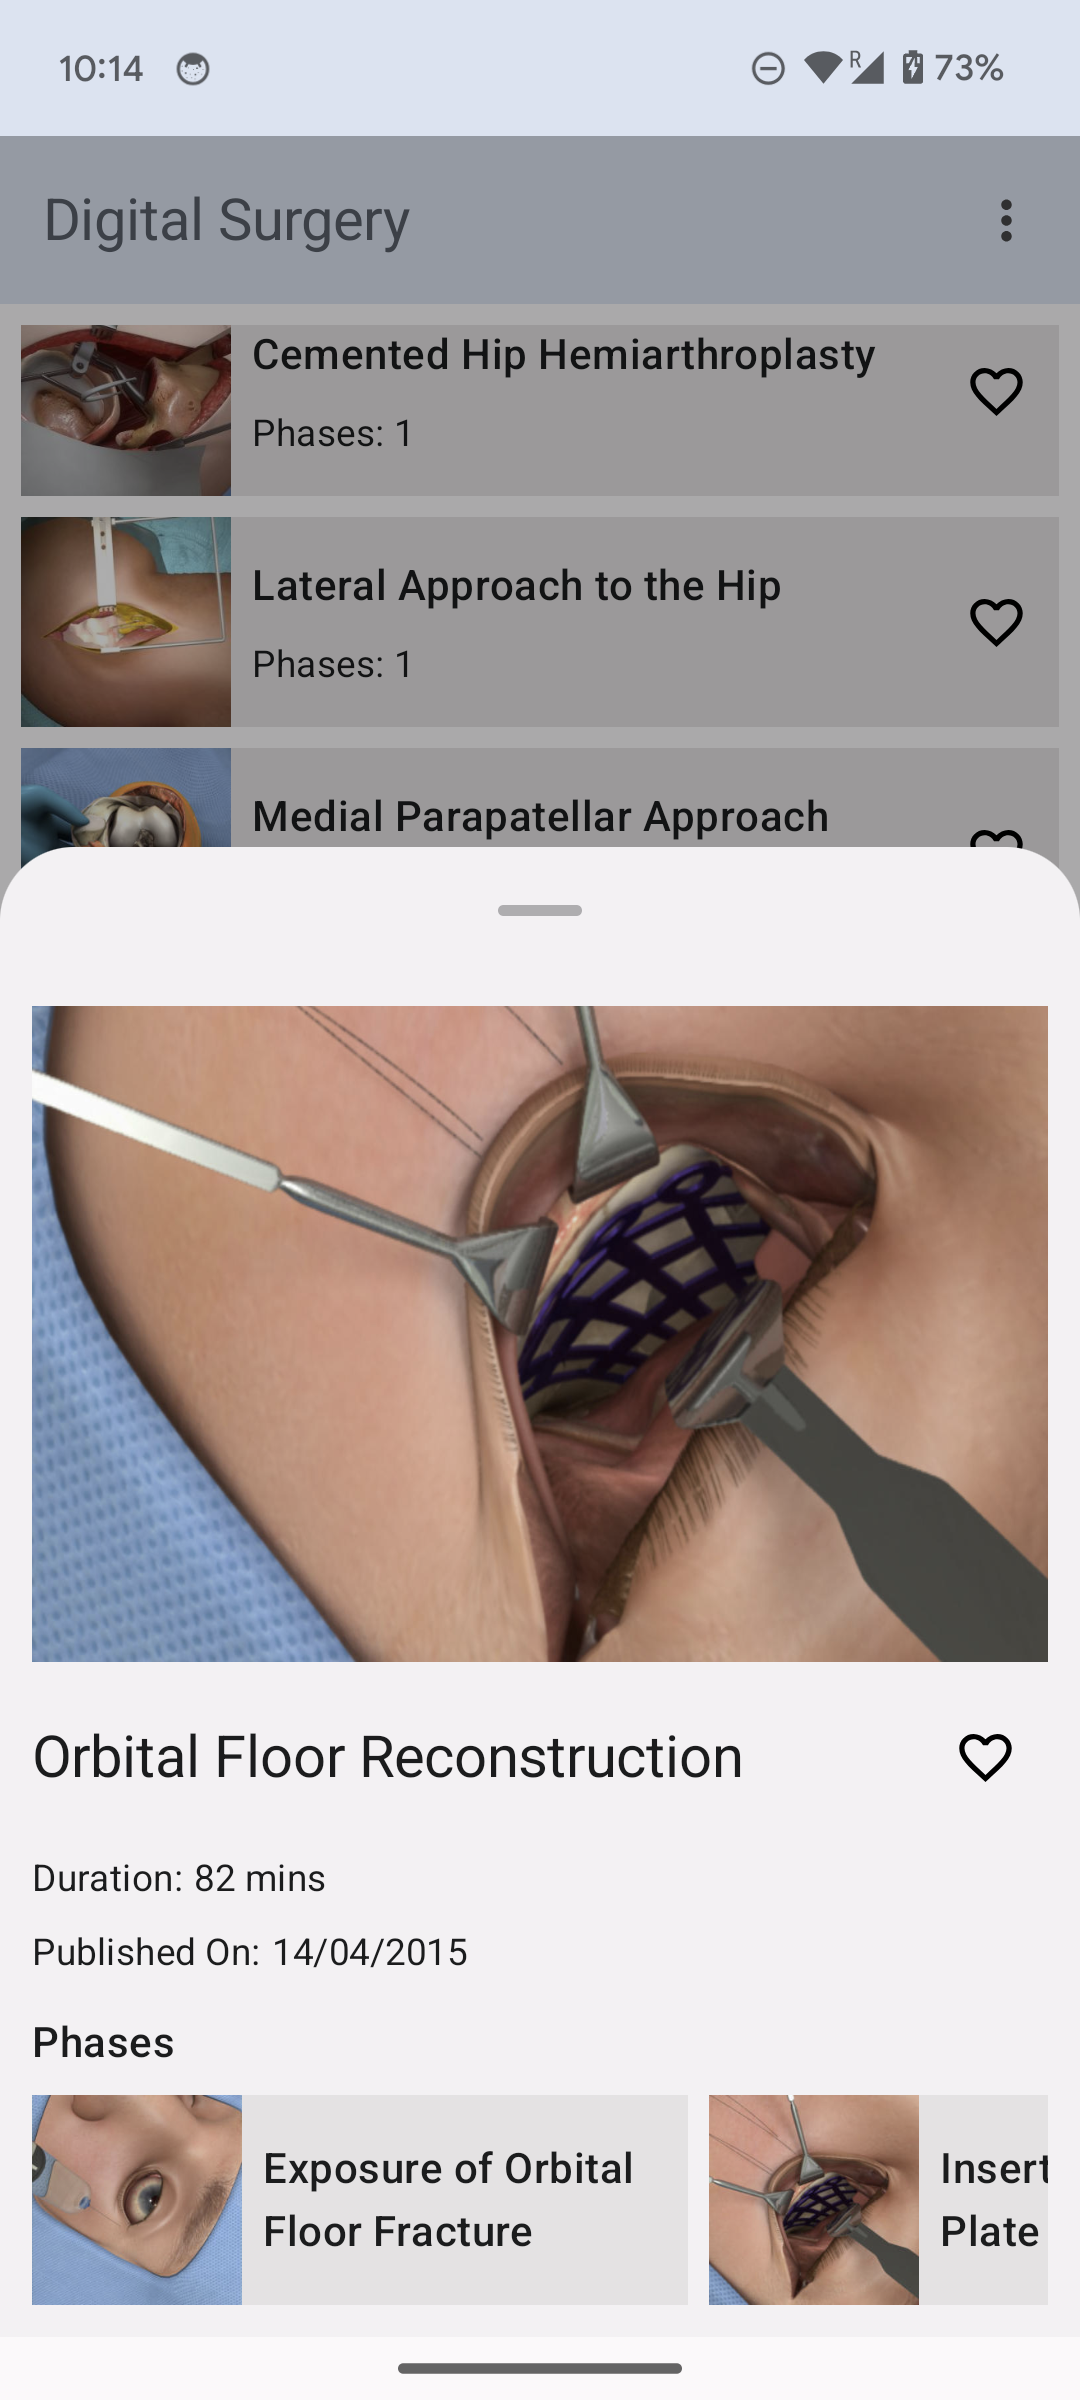 10:14
R
73%
Digital Surgery
Cemented Hip Hemiarthroplasty
Phases: 1
Lateral Approach to the Hip
Phases: 1
Medial Parapatellar Approach
Orbital Floor Reconstruction
Duration: 82 mins
Published On: 14/04/2015
Phases
Exposure of Orbital
Floor Fracture
Insert
Plate